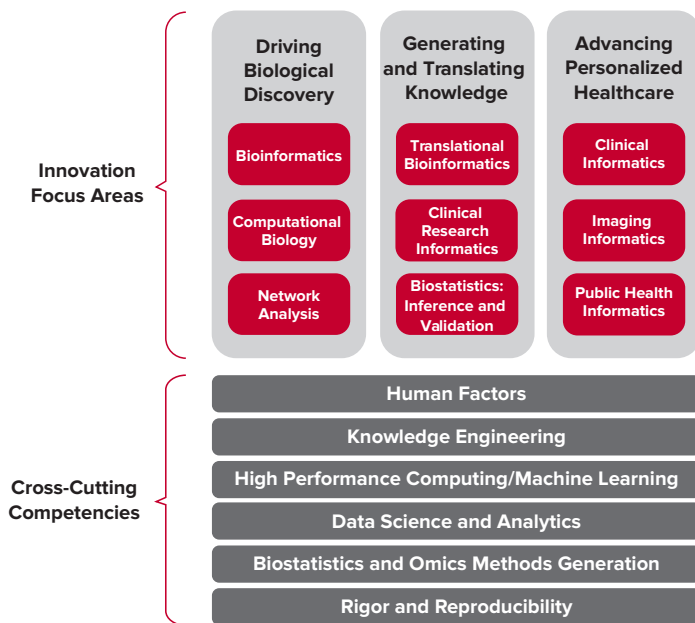 Driving
Biological
Discovery
Bioinformatics
Computational
Biology
Network
Analysis
Generating
and Translating
Knowledge
Translational
Bioinformatics
Clinical
Research
Informatics
Biostatistics:
Inference and
Validation
Advancing
Personalized
Healthcare
Clinical
Informatics
Imaging
Informatics
Public Health
Informatics
Innovation
Focus Areas
Human Factors
Knowledge Engineering
High Performance Computing/Machine Learning
Data Science and Analytics
Biostatistics and Omics Methods Generation
Rigor and Reproducibility
Cross-Cutting
Competencies